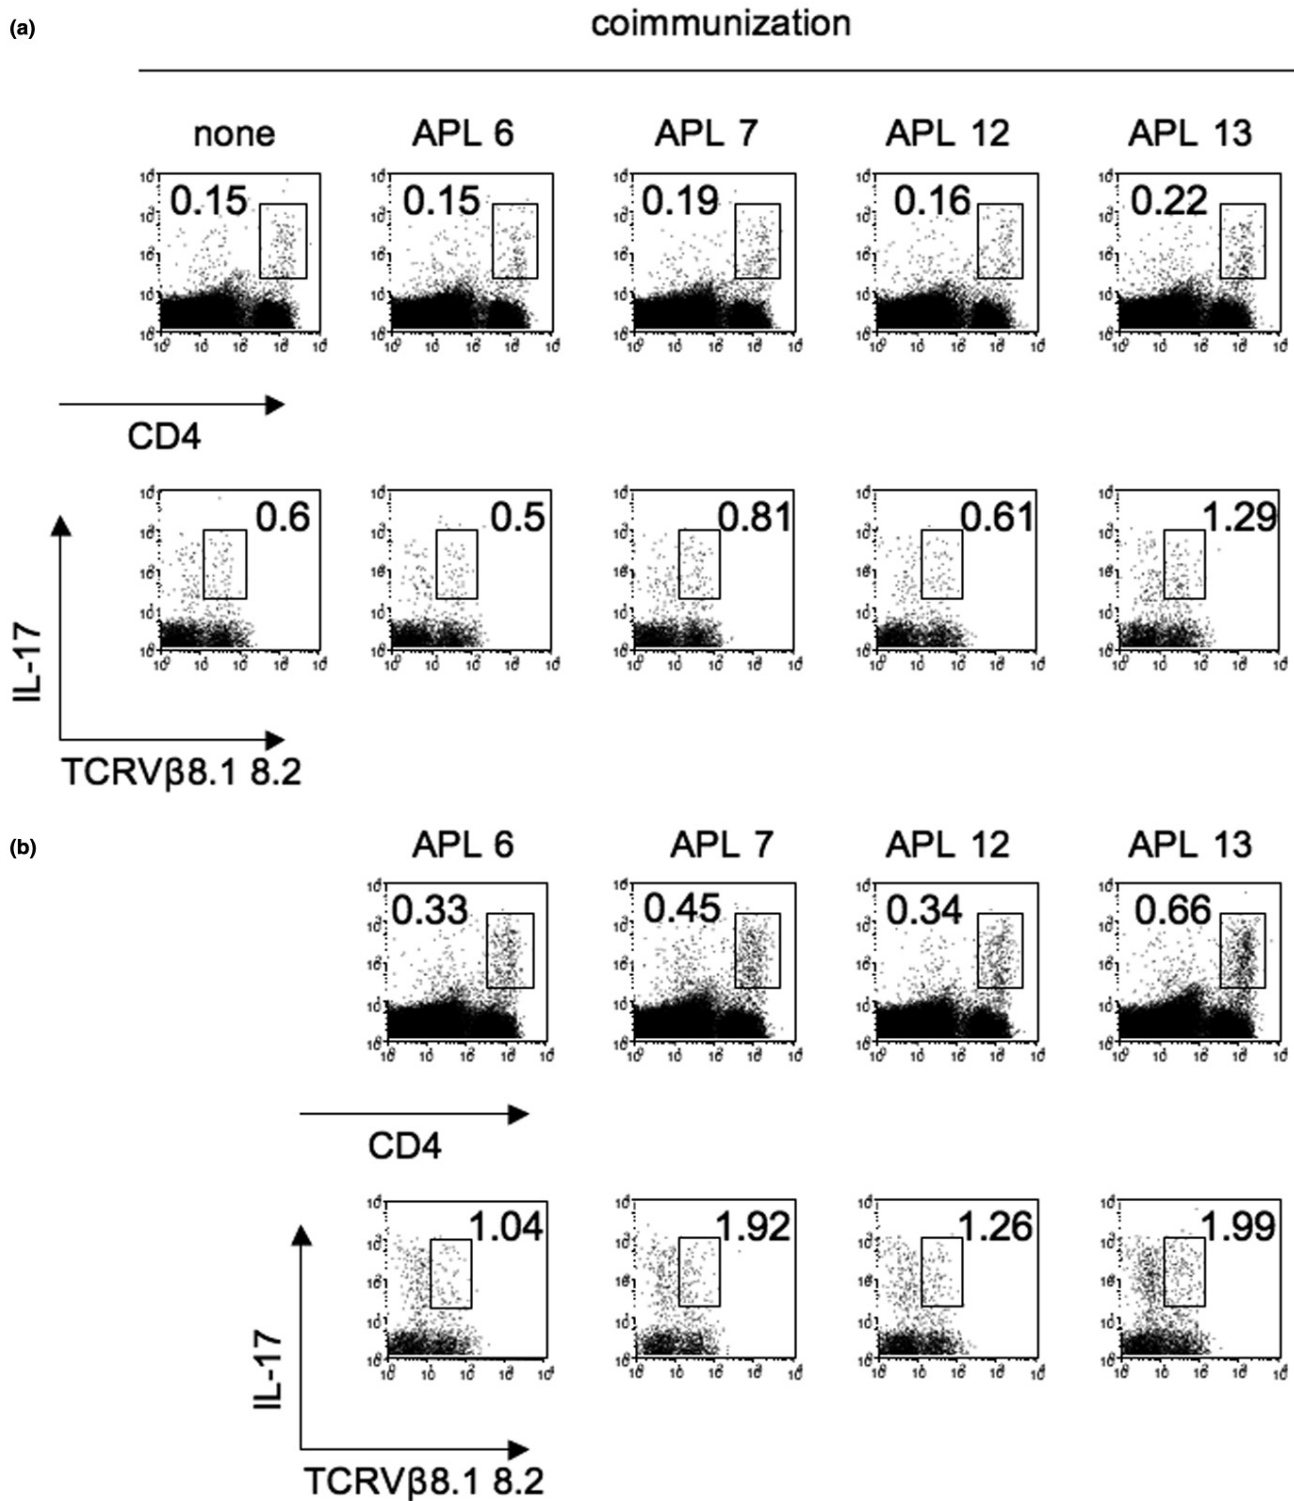 (a)
coimmunization
none APL 6 APL 7 APL 12 APL 13
0.15 0.15 0.19 0.16 0.22
CD4
0.6 0.5 0.81 0.61 1.29
IL-17
TCRVβ8.1 8.2
(b)
APL 6 APL 7 APL 12 APL 13
0.33 0.45 0.34 0.66
CD4
1.04 1.92 1.26 1.99
IL-17
TCRVβ8.1 8.2